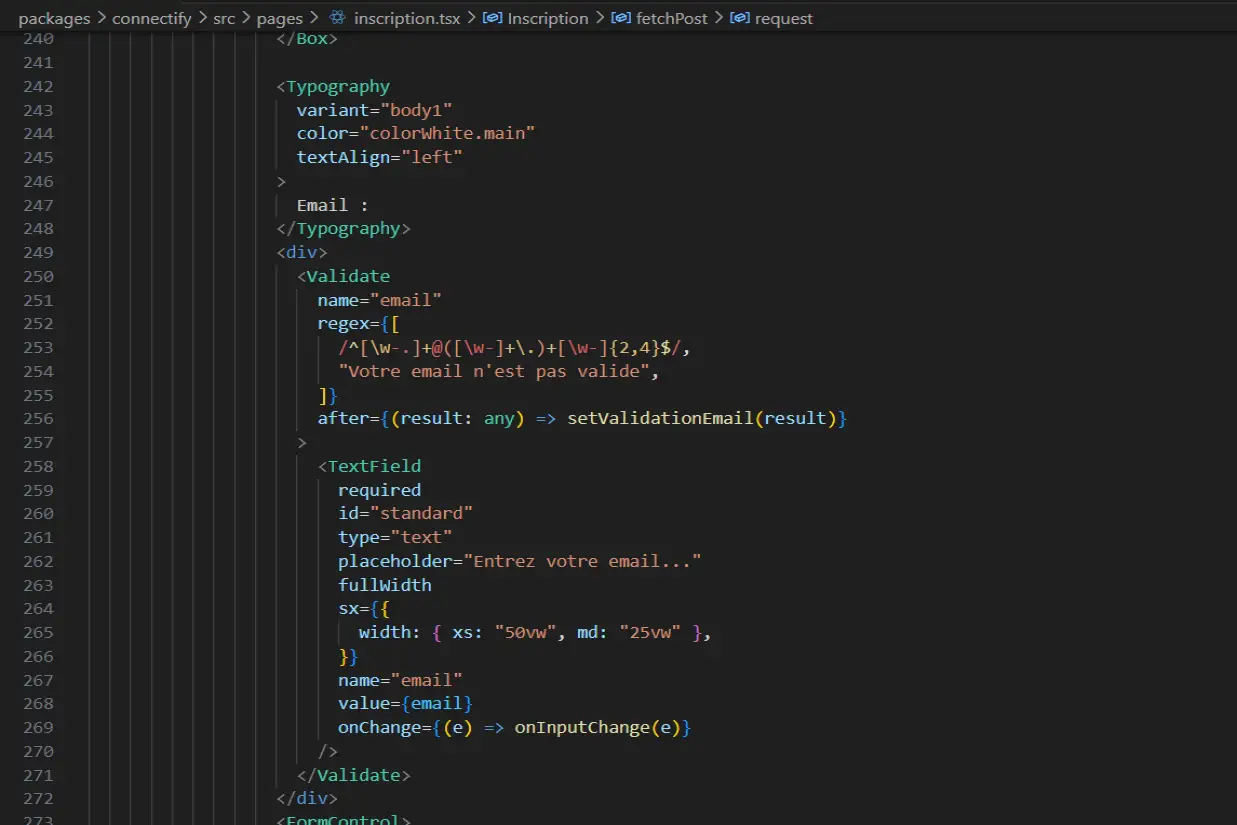 packages > connectify > src > pages > inscription.tsx > Inscription > fetchPost > request
240 </Box>
241
242 <Typography
243 variant="body1"
244 color="colorWhite.main"
245 textAlign="left"
246 >
247 Email :
248 </Typography>
249 <div>
250 <Validate
251 name="email"
252 regex={[
253 /^[\w-.]+@([\w-]+\.)+[\w-]{2,4}$/,
254 "Votre email n'est pas valide",
255 ]}
256 after={(result: any) => setValidationEmail(result)}
257 >
258 <TextField
259 required
260 id="standard"
261 type="text"
262 placeholder="Entrez votre email..."
263 fullWidth
264 sx={{
265 width: { xs: "50vw", md: "25vw" },
266 }}
267 name="email"
268 value={email}
269 onChange={(e) => onInputChange(e)}
270 />
271 </Validate>
272 </div>
273 <FormControl>